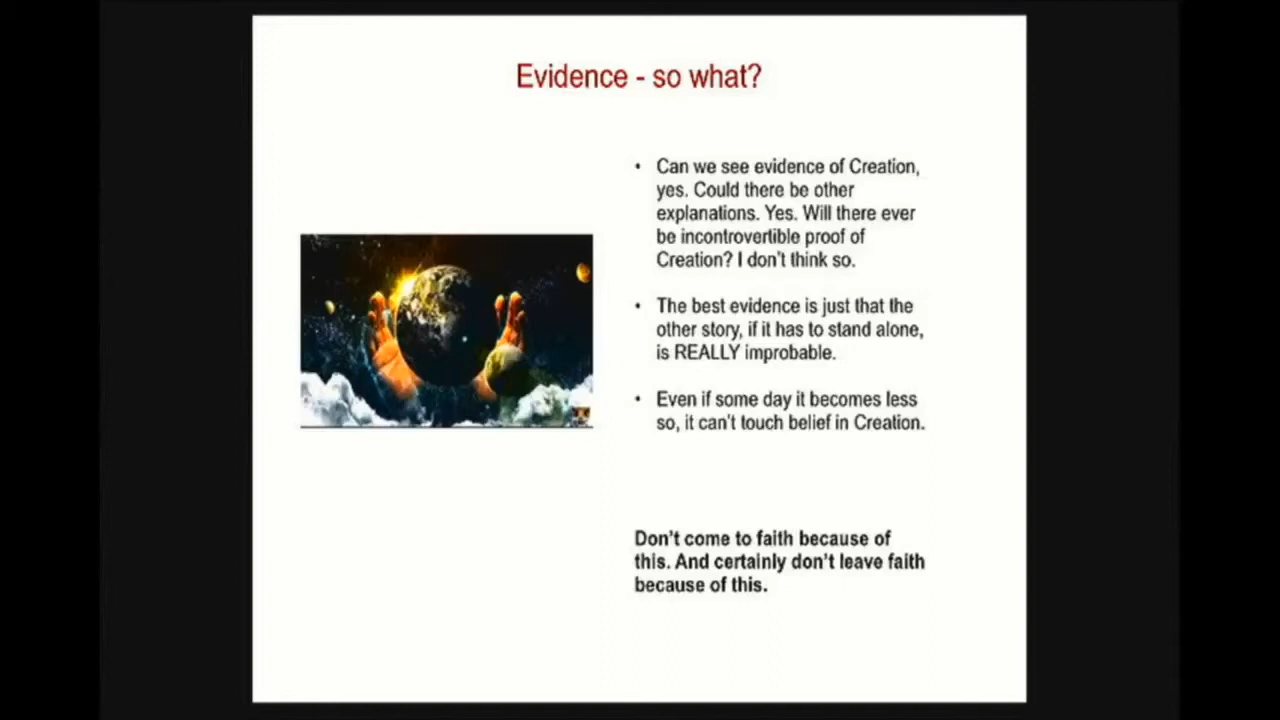 Evidence - so what?
• Can we see evidence of Creation,
yes. Could there be other
explanations. Yes. Will there ever
be incontrovertible proof of
Creation? I don't think so.
• The best evidence is just that the
other story, if it has to stand alone,
is REALLY improbable.
• Even if some day it becomes less
so, it can't touch belief in Creation.
Don't come to faith because of
this. And certainly don't leave faith
because of this.